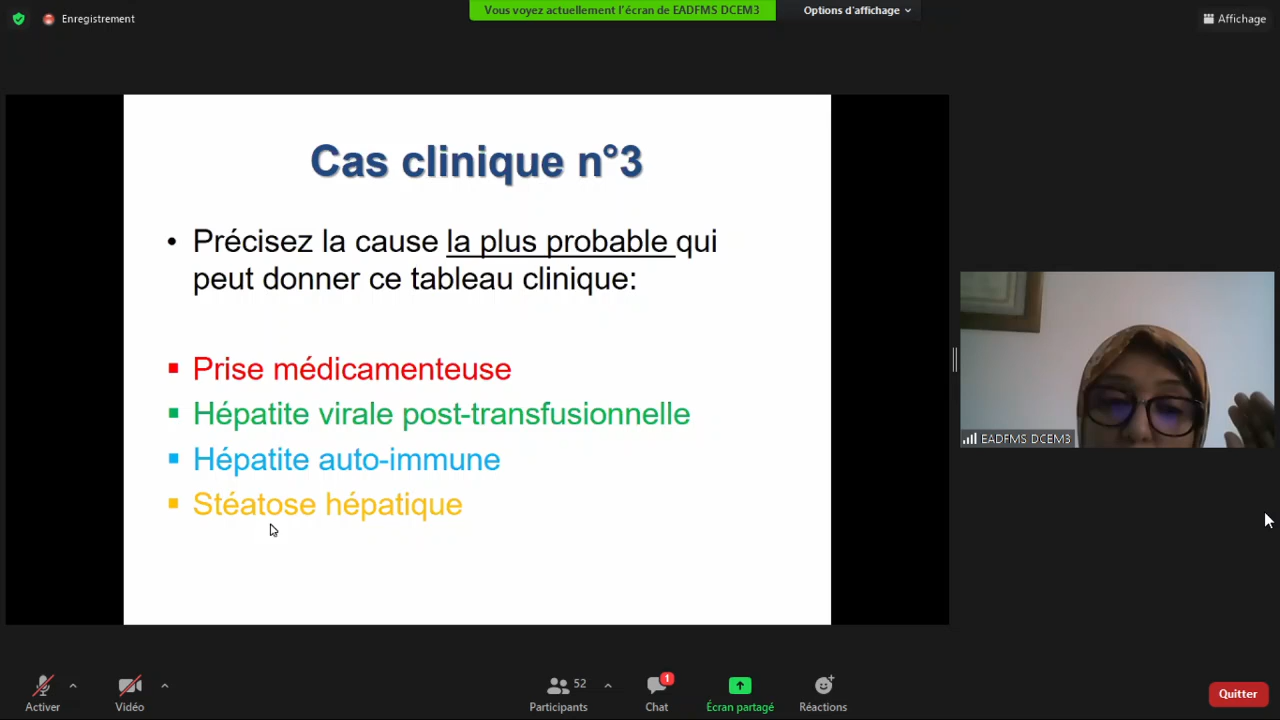 Enregistrement
Vous voyez actuellement l'écran de EADFMS DCEM3
Options d'affichage
Affichage
Cas clinique n°3
• Précisez la cause la plus probable qui
peut donner ce tableau clinique:
▪ Prise médicamenteuse
▪ Hépatite virale post-transfusionnelle
▪ Hépatite auto-immune
▪ Stéatose hépatique
EADFMS DCEM3
Activer
Vidéo
52
Participants
1
Chat
Écran partagé
Réactions
Quitter